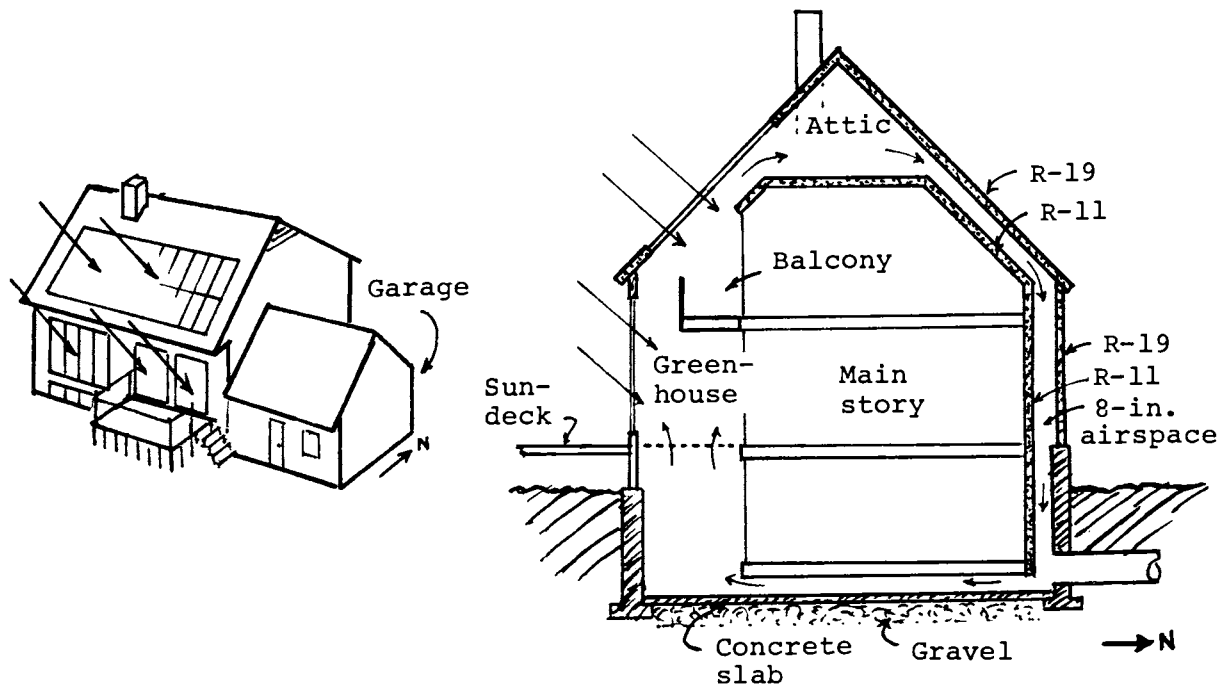 Garage
N
Attic
R-19
R-11
Balcony
Green-
house
Main
story
Sun-
deck
R-19
R-11
8-in.
airspace
Concrete
slab
Gravel
N